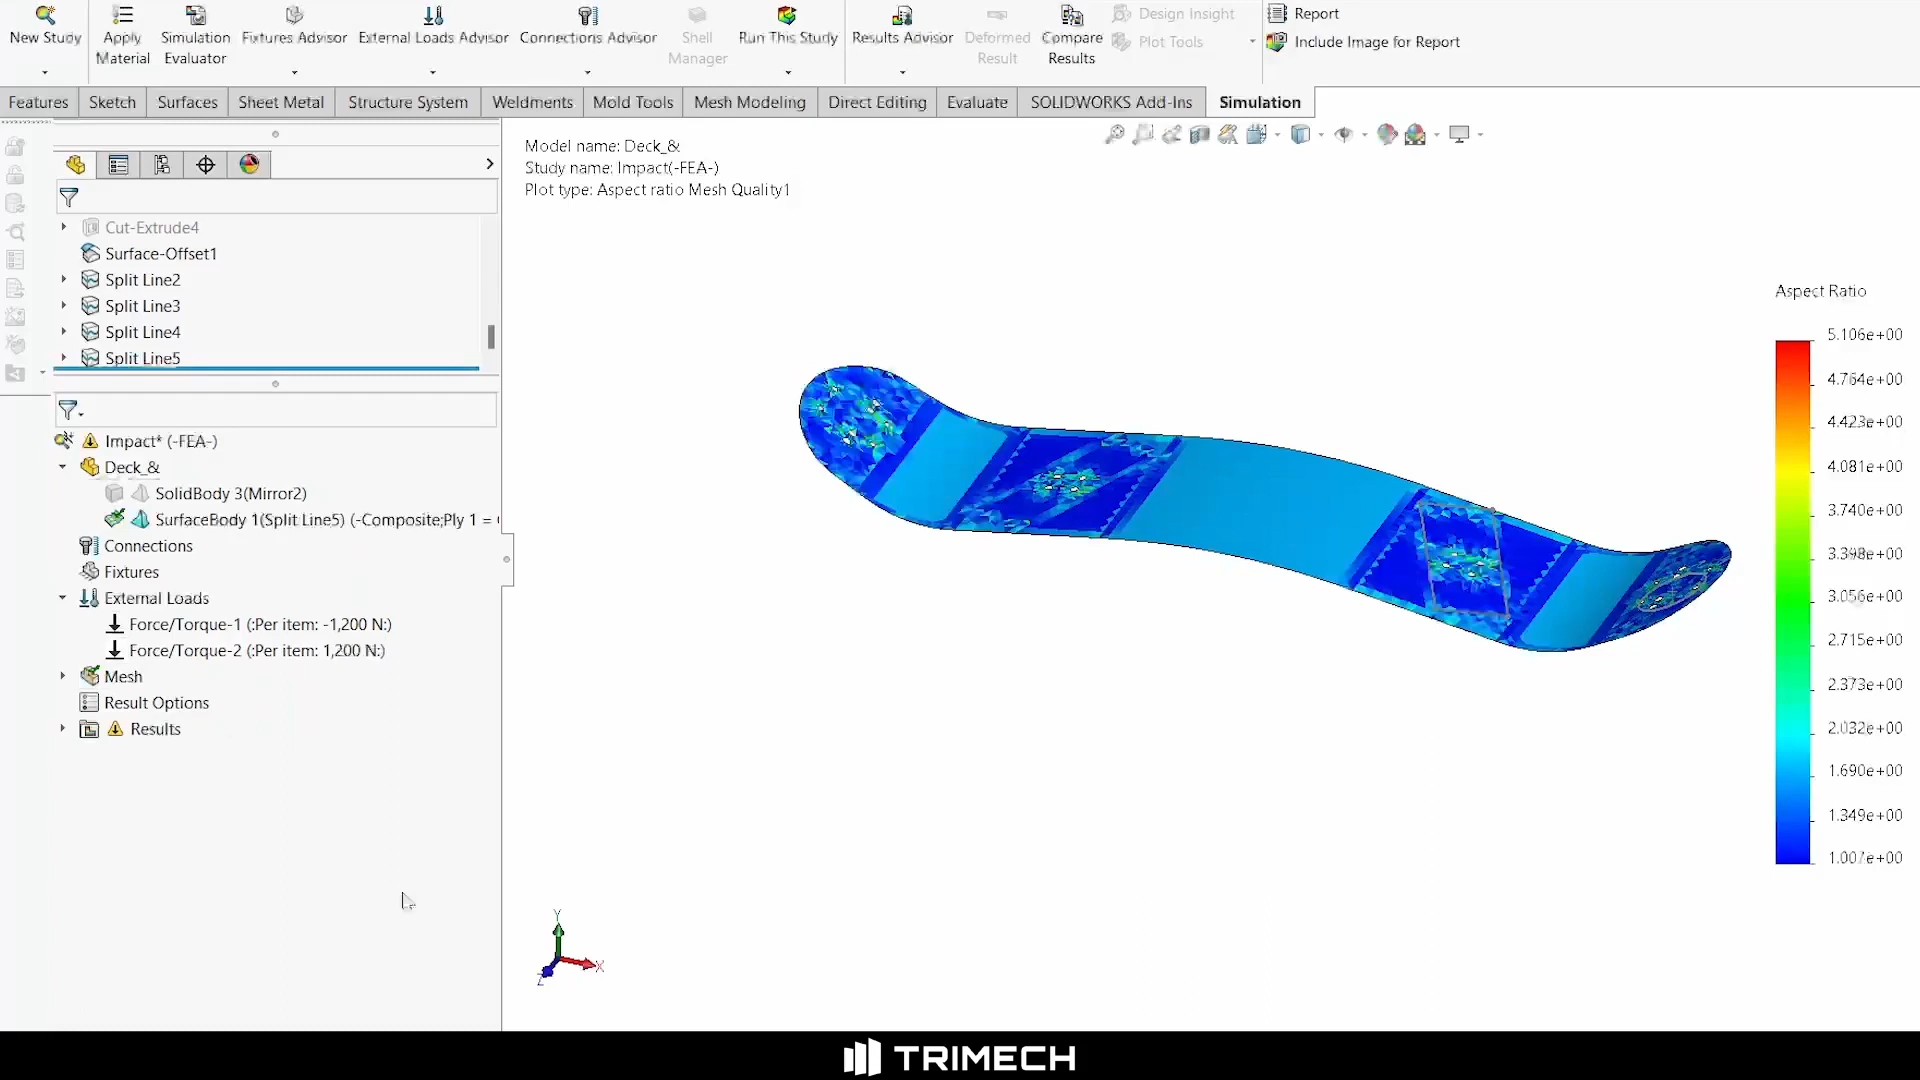 New Study
Apply
Material
Simulation
Evaluator
Fixtures Advisor
External Loads Advisor
Connections Advisor
Shell
Manager
Run This Study
Results Advisor
Deformed
Result
Compare
Results
Design Insight
Plot Tools
Report
Include Image for Report
Features
Sketch
Surfaces
Sheet Metal
Structure System
Weldments
Mold Tools
Mesh Modeling
Direct Editing
Evaluate
SOLIDWORKS Add-Ins
Simulation
Cut-Extrude4
Surface-Offset1
Split Line2
Split Line3
Split Line4
Split Line5
Impact* (-FEA-)
Deck_&
SolidBody 3(Mirror2)
SurfaceBody 1(Split Line5) (-Composite;Ply 1 =
Connections
Fixtures
External Loads
Force/Torque-1 (:Per item: -1,200 N:)
Force/Torque-2 (:Per item: 1,200 N:)
Mesh
Result Options
Results
Model name: Deck_&
Study name: Impact(-FEA-)
Plot type: Aspect ratio Mesh Quality1
Aspect Ratio
5.106e+00
4.764e+00
4.423e+00
4.081e+00
3.740e+00
3.398e+00
3.056e+00
2.715e+00
2.373e+00
2.032e+00
1.690e+00
1.349e+00
1.007e+00
Y
X
Z
TRIMECH